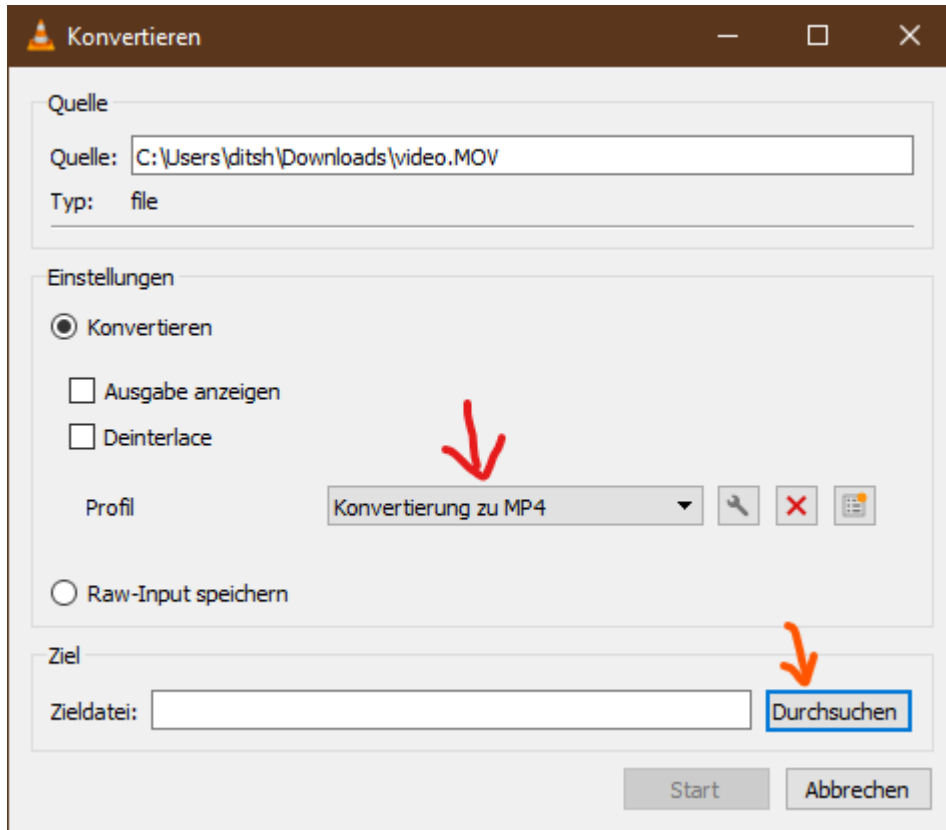 Konvertieren
Quelle
Quelle: C:\Users\ditsh\Downloads\video.MOV
Typ: file
Einstellungen
Konvertieren
Ausgabe anzeigen
Deinterlace
Profil Konvertierung zu MP4
Raw-Input speichern
Ziel
Zieldatei: Durchsuchen
Start Abbrechen